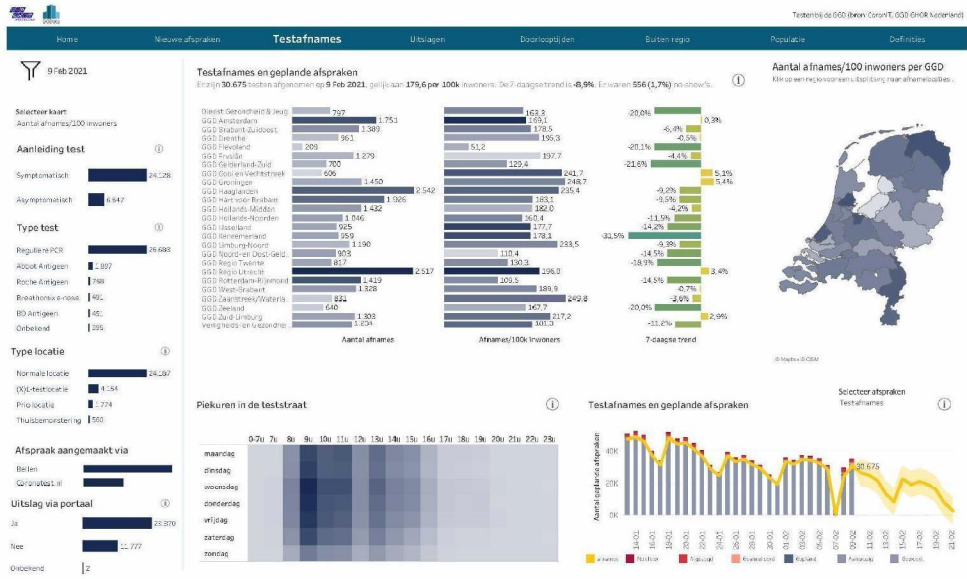 Testen bij de GGD (bron: CoronIT, GGD GHOR Nederland)
Home Nieuwe afspraken Testafnames Uitslagen Doorlooptijden Buiten regio Populatie Definities
9 Feb 2021
Selecteer kaart
Aantal afnames/100 inwoners
Aanleiding test
Symptomatisch 24.128
Asymptomatisch 6.547
Type test
Reguliere PCR 26.688
Abbot Antigeen
Roche Antigeen 768
Breathomix e-nose 491
BD Antigeen 451
Onbekend 395
Type locatie
Normale locatie 24.187
(X)L-testlocatie 4.154
Prio locatie 1.774
Thuisbemonstering 560
Afspraak aangemaakt via
Bellen
Coronatest.nl
Uitslag via portaal
Ja 23.370
Nee 11.777
Onbekend 2
Testafnames en geplande afspraken
Er zijn 30.675 testen afgenomen op 9 Feb 2021, gelijk aan 179,6 per 100k inwoners. De 7-daagse trend is -8,9%. Er waren 556 (1,7%) no-show's.
Dienst Gezondheid & Jeug 797 163,3 -20,0%
GGD Amsterdam 1.751 169,1 0,3%
GGD Brabant-Zuidoost 1.389 178,5 -6,4%
GGD Drenthe 961 195,3 -0,5%
GGD Flevoland 209 51,2 -20,1%
GGD Fryslân 1.279 197,7 -4,4%
GGD Gelderland-Zuid 700 129,4 -21,6%
GGD Gooi en Vechtstreek 606 241,7 5,1%
GGD Groningen 1.450 248,7 5,4%
GGD Haaglanden 2.542 235,4 -9,2%
GGD Hart voor Brabant 1.926 183,1 -9,5%
GGD Hollands-Midden 1.432 182,0 -4,2%
GGD Hollands-Noorden 1.046 160,4 -11,5%
GGD IJsselland 925 177,7 -14,2%
GGD Kennemerland 959 178,1 -31,5%
GGD Limburg-Noord 1.190 233,5 -9,3%
GGD Noord- en Oost-Geld. 903 110,4 -14,5%
GGD Regio Twente 817 130,3 -18,9%
GGD Regio Utrecht 2.517 196,0 3,4%
GGD Rotterdam-Rijnmond 1.419 109,5 -14,5%
GGD West-Brabant 1.328 189,9 -0,7%
GGD Zaanstreek/Waterla 831 249,8 -3,6%
GGD Zeeland 640 167,7 -20,0%
GGD Zuid-Limburg 1.303 217,2 2,9%
Veiligheids- en Gezondhei -11,2%
Aantal afnames Afnames/100k inwoners 7-daagse trend
Aantal afnames/100 inwoners per GGD
Klik op een regio voor een uitsplitsing naar afnamelocaties.
© Mapbox © OSM
Piekuren in de teststraat
0-7u 7u 8u 9u 10u 11u 12u 13u 14u 15u 16u 17u 18u 19u 20u 21u 22u 23u
maandag
dinsdag
woensdag
donderdag
vrijdag
zaterdag
zondag
Selecteer afspraken
Testafnames
Testafnames en geplande afspraken
Aantal geplande afspraken
40K
20K
0K
30.675
14-01 16-01 18-01 20-01 22-01 24-01 26-01 28-01 30-01 01-02 03-02 05-02 07-02 09-02 11-02 13-02 15-02 17-02 19-02 21-02
Afnames No show Afgezegd Gepland Aanwezig